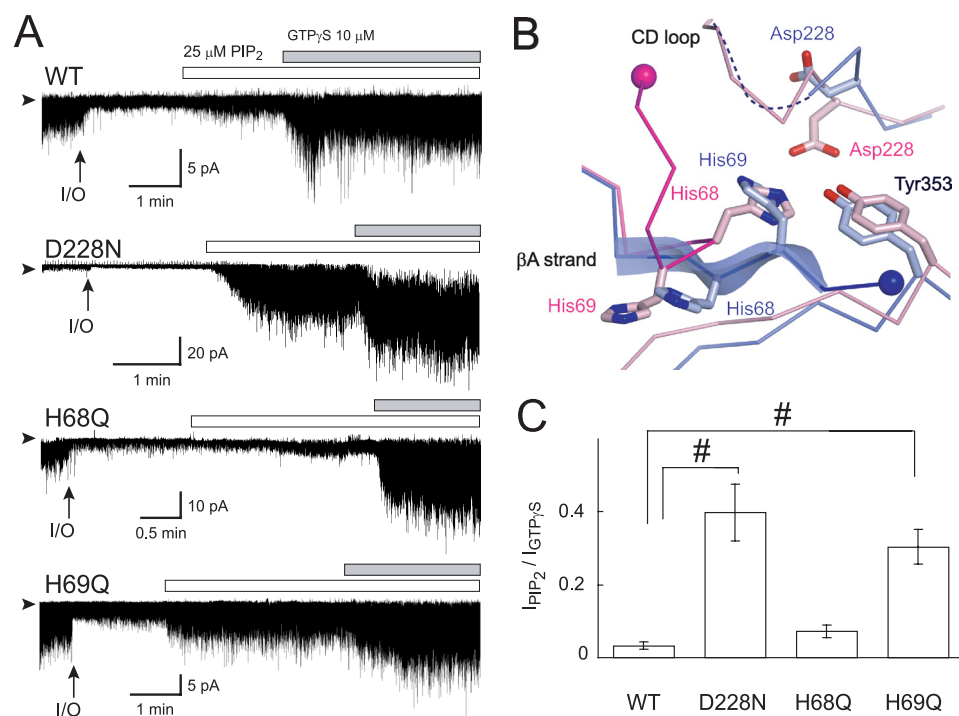 A
GTPγS 10 μM
25 μM PIP₂
WT
I/O
5 pA
1 min
D228N
I/O
20 pA
1 min
H68Q
I/O
10 pA
0.5 min
H69Q
I/O
5 pA
1 min
B
CD loop
Asp228
His69
Asp228
His68
Tyr353
βA strand
His69
His68
C
#
#
I_PIP₂ / I_GTPγS
0.4
0.2
0
WT D228N H68Q H69Q